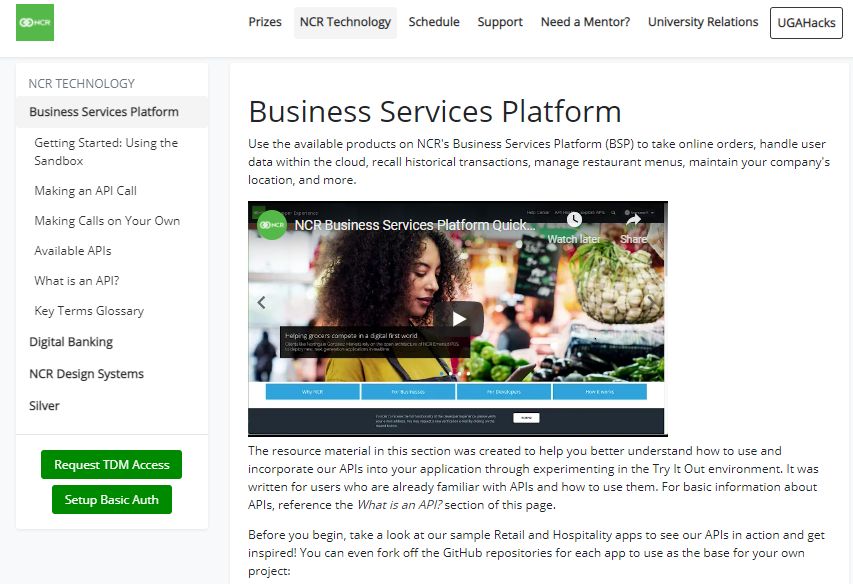 NCR
Prizes
NCR Technology
Schedule
Support
Need a Mentor?
University Relations
UGAHacks
NCR TECHNOLOGY
Business Services Platform
Getting Started: Using the
Sandbox
Making an API Call
Making Calls on Your Own
Available APIs
What is an API?
Key Terms Glossary
Digital Banking
NCR Design Systems
Silver
Request TDM Access
Setup Basic Auth
Business Services Platform
Use the available products on NCR's Business Services Platform (BSP) to take online orders, handle user
data within the cloud, recall historical transactions, manage restaurant menus, maintain your company's
location, and more.
NCR
NCR Business Services Platform Quick...
Watch later
Share
Helping grocers compete in a digital first world
Why NCR
For Businesses
For Developers
How it works
The resource material in this section was created to help you better understand how to use and
incorporate our APIs into your application through experimenting in the Try It Out environment. It was
written for users who are already familiar with APIs and how to use them. For basic information about
APIs, reference the What is an API? section of this page.
Before you begin, take a look at our sample Retail and Hospitality apps to see our APIs in action and get
inspired! You can even fork off the GitHub repositories for each app to use as the base for your own
project: